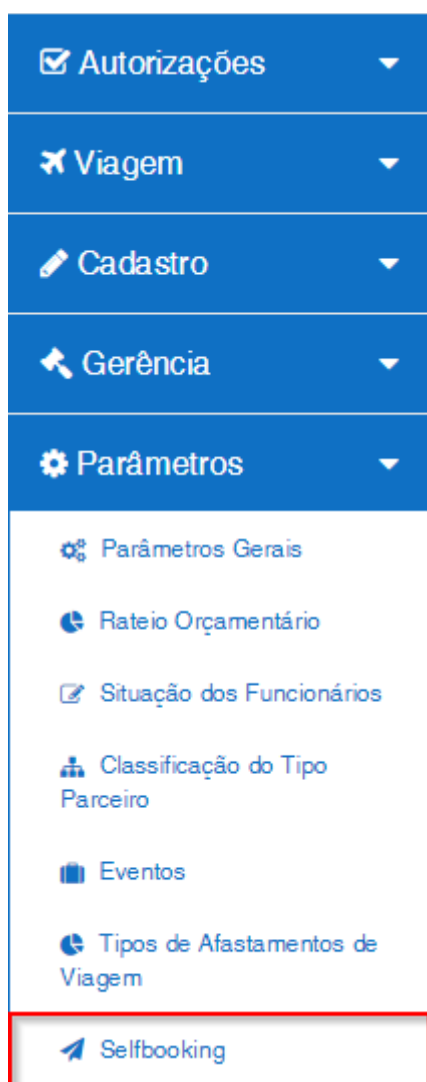 Autorizações
Viagem
Cadastro
Gerência
Parâmetros
Parâmetros Gerais
Rateio Orçamentário
Situação dos Funcionários
Classificação do Tipo
Parceiro
Eventos
Tipos de Afastamentos de
Viagem
Selfbooking